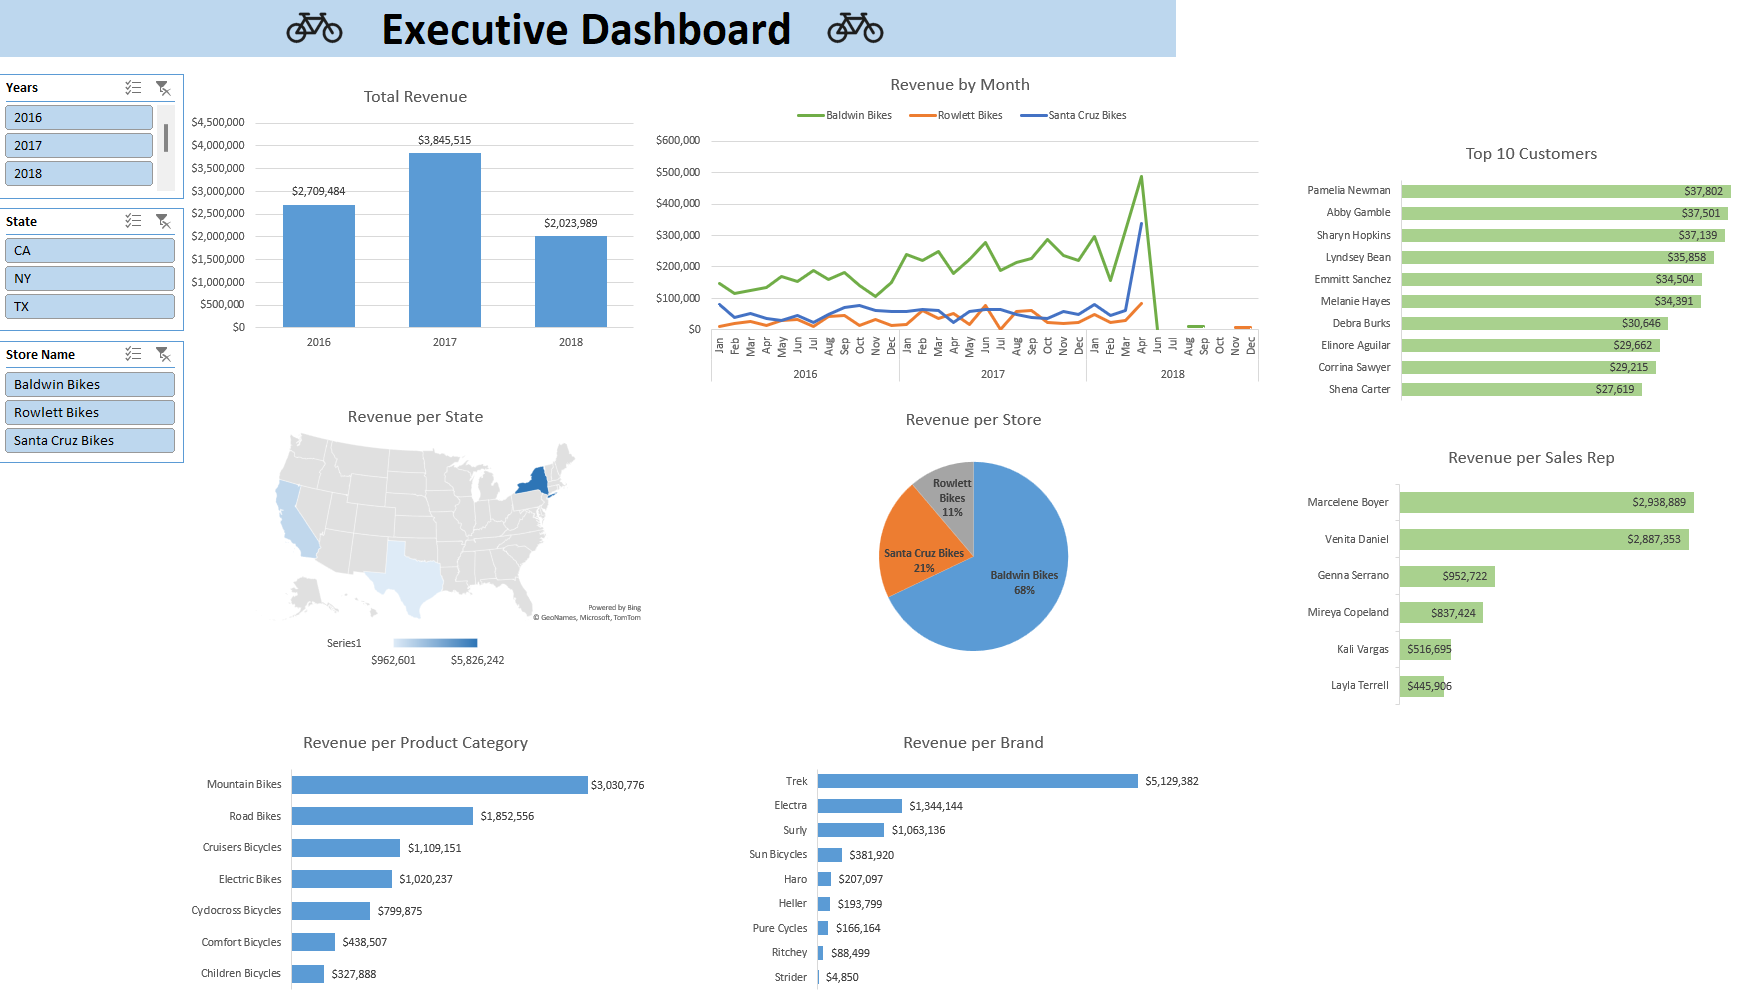 Executive Dashboard
Years
2016
2017
2018
State
CA
NY
TX
Store Name
Baldwin Bikes
Rowlett Bikes
Santa Cruz Bikes
Total Revenue
$4,500,000
$4,000,000
$3,500,000
$3,000,000
$2,500,000
$2,000,000
$1,500,000
$1,000,000
$500,000
$0
$2,709,484
$3,845,515
$2,023,989
2016 2017 2018
Revenue by Month
Baldwin Bikes Rowlett Bikes Santa Cruz Bikes
$600,000
$500,000
$400,000
$300,000
$200,000
$100,000
$0
Jan Feb Mar Apr May Jun Jul Aug Sep Oct Nov Dec Jan Feb Mar Apr May Jun Jul Aug Sep Oct Nov Dec Jan Feb Mar Apr Jun Jul Aug Sep Oct Nov Dec
2016 2017 2018
Top 10 Customers
Pamelia Newman $37,802
Abby Gamble $37,501
Sharyn Hopkins $37,139
Lyndsey Bean $35,858
Emmitt Sanchez $34,504
Melanie Hayes $34,391
Debra Burks $30,646
Elinore Aguilar $29,662
Corrina Sawyer $29,215
Shena Carter $27,619
Revenue per State
Powered by Bing
© GeoNames, Microsoft, TomTom
Series1
$962,601 $5,826,242
Revenue per Store
Rowlett
Bikes
11%
Santa Cruz Bikes
21%
Baldwin Bikes
68%
Revenue per Sales Rep
Marcelene Boyer $2,938,889
Venita Daniel $2,887,353
Genna Serrano $952,722
Mireya Copeland $837,424
Kali Vargas $516,695
Layla Terrell $445,906
Revenue per Product Category
Mountain Bikes $3,030,776
Road Bikes $1,852,556
Cruisers Bicycles $1,109,151
Electric Bikes $1,020,237
Cyclocross Bicycles $799,875
Comfort Bicycles $438,507
Children Bicycles $327,888
Revenue per Brand
Trek $5,129,382
Electra $1,344,144
Surly $1,063,136
Sun Bicycles $381,920
Haro $207,097
Heller $193,799
Pure Cycles $166,164
Ritchey $88,499
Strider $4,850